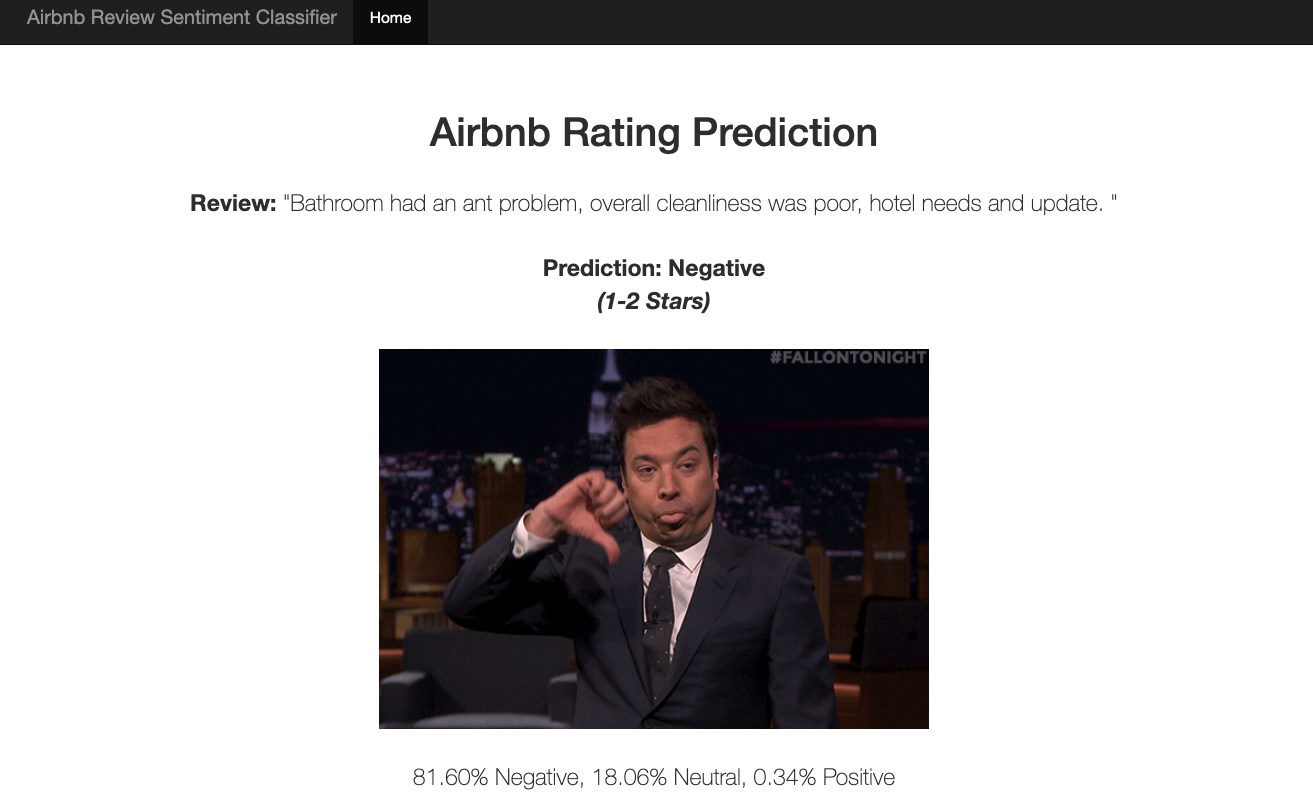 Airbnb Review Sentiment Classifier
Home
Airbnb Rating Prediction
Review: "Bathroom had an ant problem, overall cleanliness was poor, hotel needs and update. "
Prediction: Negative
(1-2 Stars)
#FALLONTONIGHT
81.60% Negative, 18.06% Neutral, 0.34% Positive